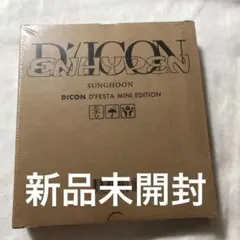 D'ICON
ENHYPEN
SUNGHOON
DICON D'FESTA MINI EDITION
新品未開封